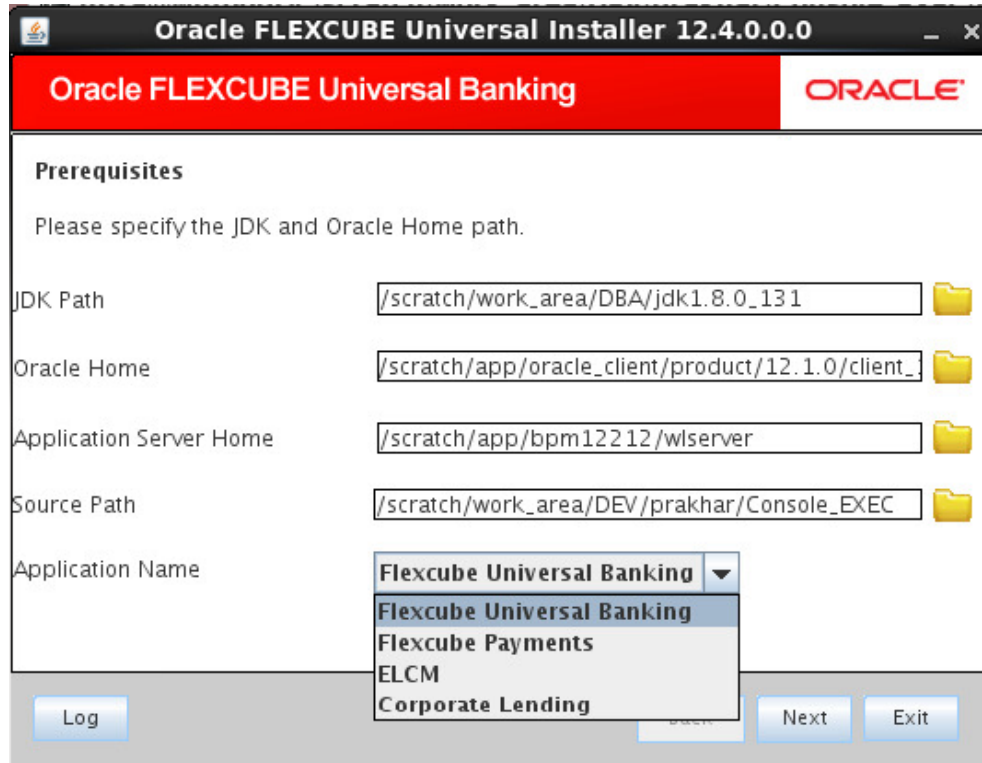 Oracle FLEXCUBE Universal Installer 12.4.0.0.0
Oracle FLEXCUBE Universal Banking
ORACLE
Prerequisites
Please specify the JDK and Oracle Home path.
JDK Path
/scratch/work_area/DBA/jdk1.8.0_131
Oracle Home
/scratch/app/oracle_client/product/12.1.0/client_
Application Server Home
/scratch/app/bpm12212/wlserver
Source Path
/scratch/work_area/DEV/prakhar/Console_EXEC
Application Name
Flexcube Universal Banking
Flexcube Universal Banking
Flexcube Payments
ELCM
Corporate Lending
Log
Next
Exit